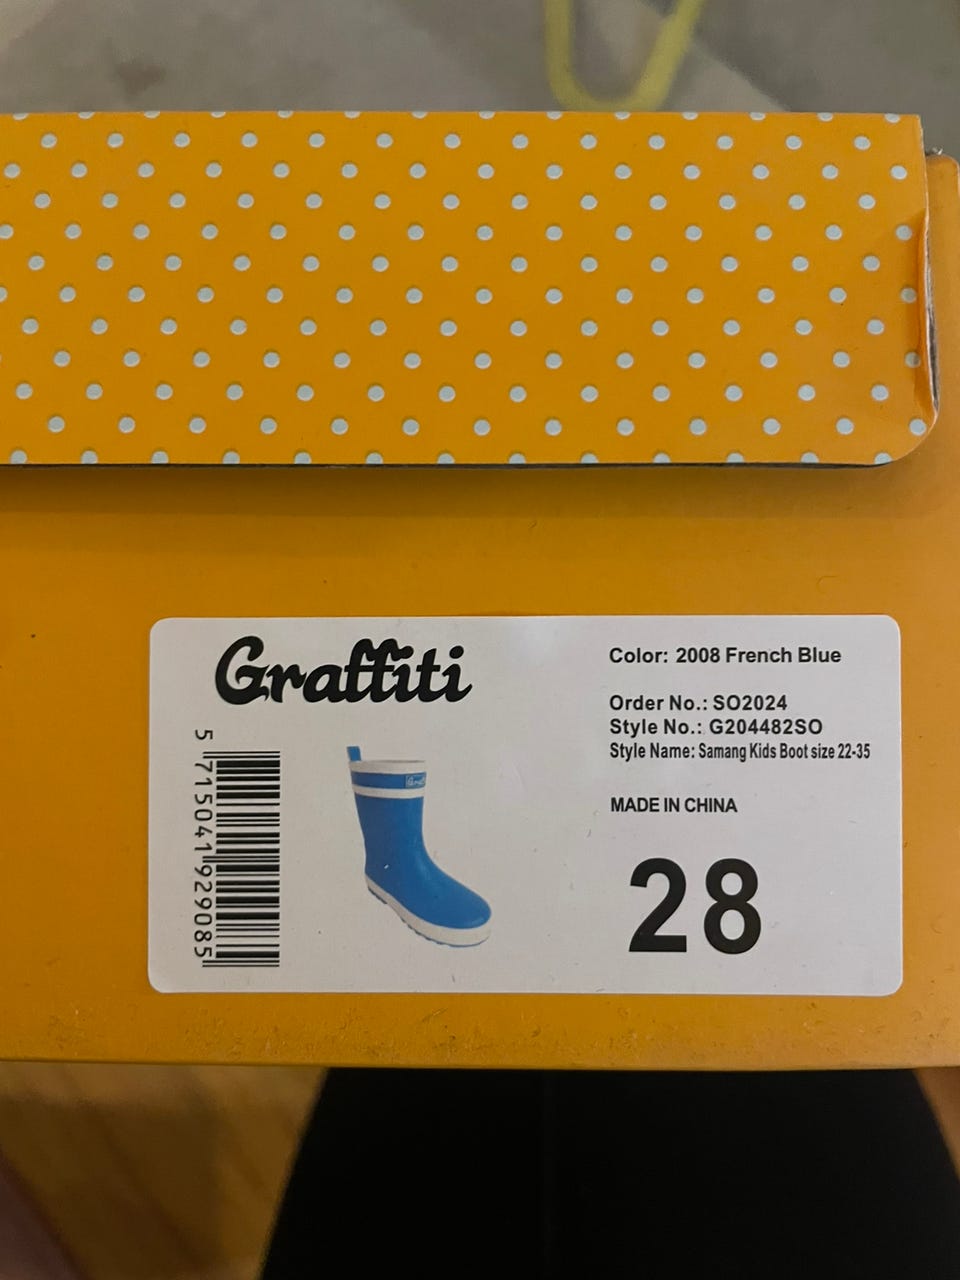 Graffiti
Color: 2008 French Blue
Order No.: SO2024
Style No.: G204482SO
Style Name: Samang Kids Boot size 22-35
MADE IN CHINA
28
5 715041 929085